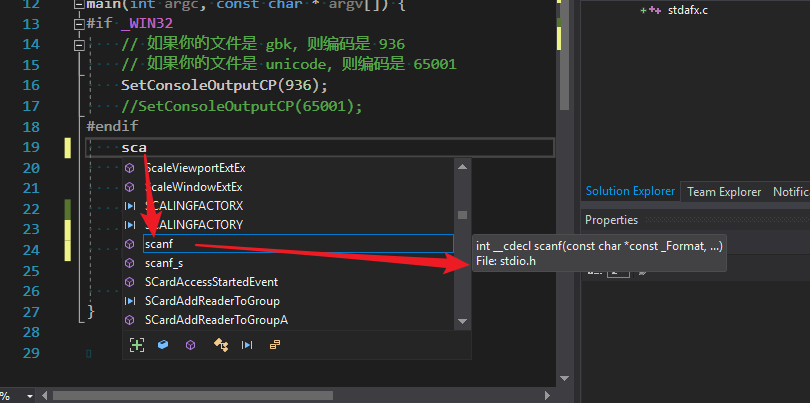 12 main(int argc, const char * argv[]) {
13 #if _WIN32
14 // 如果你的文件是 gbk, 则编码是 936
15 // 如果你的文件是 unicode, 则编码是 65001
16 SetConsoleOutputCP(936);
17 //SetConsoleOutputCP(65001);
18 #endif
19 sca
20
21
22
23
24
25
26
27 }
28
29
ScaleViewportExtEx
ScaleWindowExtEx
SCALINGFACTORX
SCALINGFACTORY
scanf
scanf_s
SCardAccessStartedEvent
SCardAddReaderToGroup
SCardAddReaderToGroupA
int __cdecl scanf(const char *const _Format, ...)
File: stdio.h
stdafx.c
Solution Explorer Team Explorer Notific
Properties
%